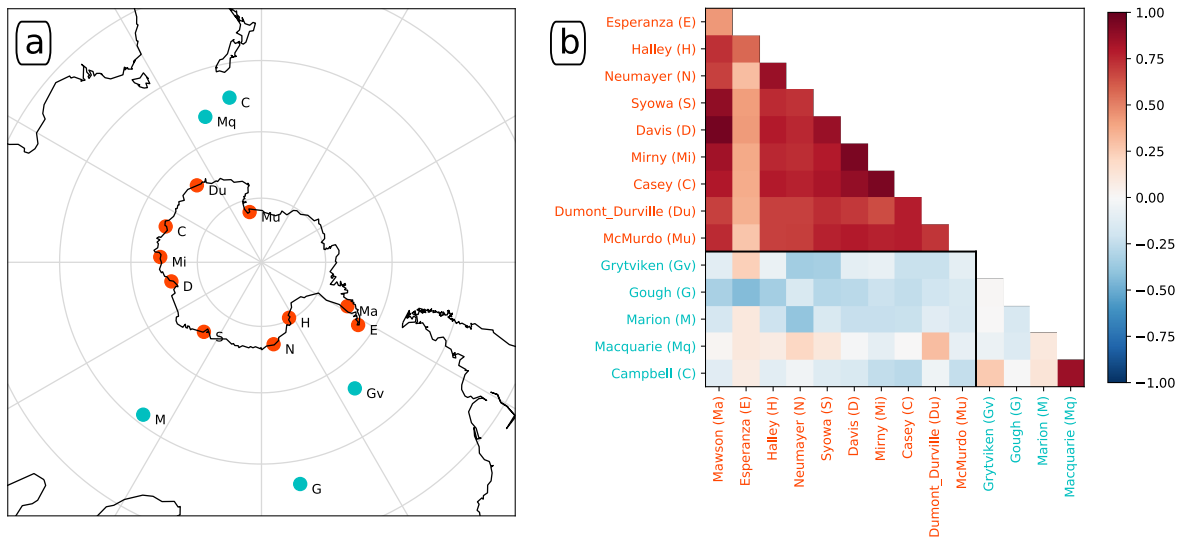 a
C
Mq
Du
Mu
C
Mi
D
S
H
N
Ma
E
Gv
M
G
b
Esperanza (E)
Halley (H)
Neumayer (N)
Syowa (S)
Davis (D)
Mirny (Mi)
Casey (C)
Dumont_Durville (Du)
McMurdo (Mu)
Grytviken (Gv)
Gough (G)
Marion (M)
Macquarie (Mq)
Campbell (C)
Mawson (Ma)
Esperanza (E)
Halley (H)
Neumayer (N)
Syowa (S)
Davis (D)
Mirny (Mi)
Casey (C)
Dumont_Durville (Du)
McMurdo (Mu)
Grytviken (Gv)
Gough (G)
Marion (M)
Macquarie (Mq)
1.00
0.75
0.50
0.25
0.00
−0.25
−0.50
−0.75
−1.00